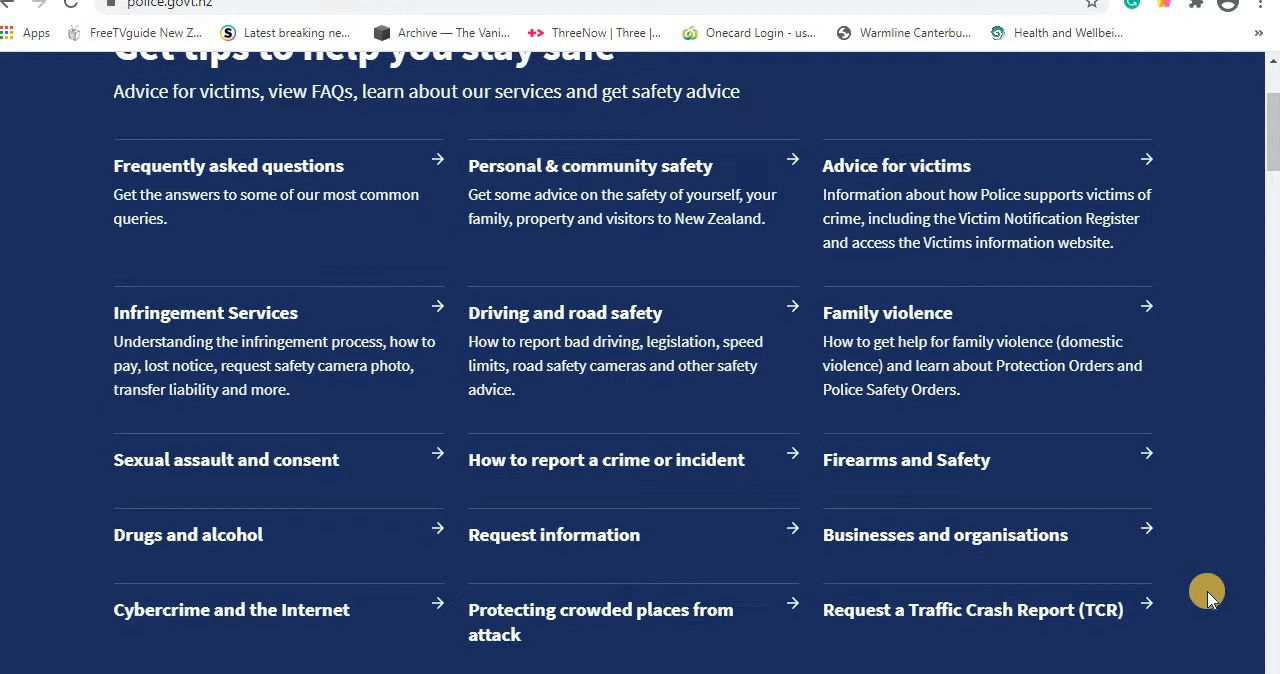 police.govt.nz
Apps
FreeTVguide New Z...
Latest breaking ne...
Archive — The Vani...
ThreeNow | Three |...
Onecard Login - us...
Warmline Canterbu...
Health and Wellbei...
»
Get tips to help you stay safe
Advice for victims, view FAQs, learn about our services and get safety advice
Frequently asked questions
Get the answers to some of our most common
queries.
Personal & community safety
Get some advice on the safety of yourself, your
family, property and visitors to New Zealand.
Advice for victims
Information about how Police supports victims of
crime, including the Victim Notification Register
and access the Victims information website.
Infringement Services
Understanding the infringement process, how to
pay, lost notice, request safety camera photo,
transfer liability and more.
Driving and road safety
How to report bad driving, legislation, speed
limits, road safety cameras and other safety
advice.
Family violence
How to get help for family violence (domestic
violence) and learn about Protection Orders and
Police Safety Orders.
Sexual assault and consent
How to report a crime or incident
Firearms and Safety
Drugs and alcohol
Request information
Businesses and organisations
Cybercrime and the Internet
Protecting crowded places from
attack
Request a Traffic Crash Report (TCR)